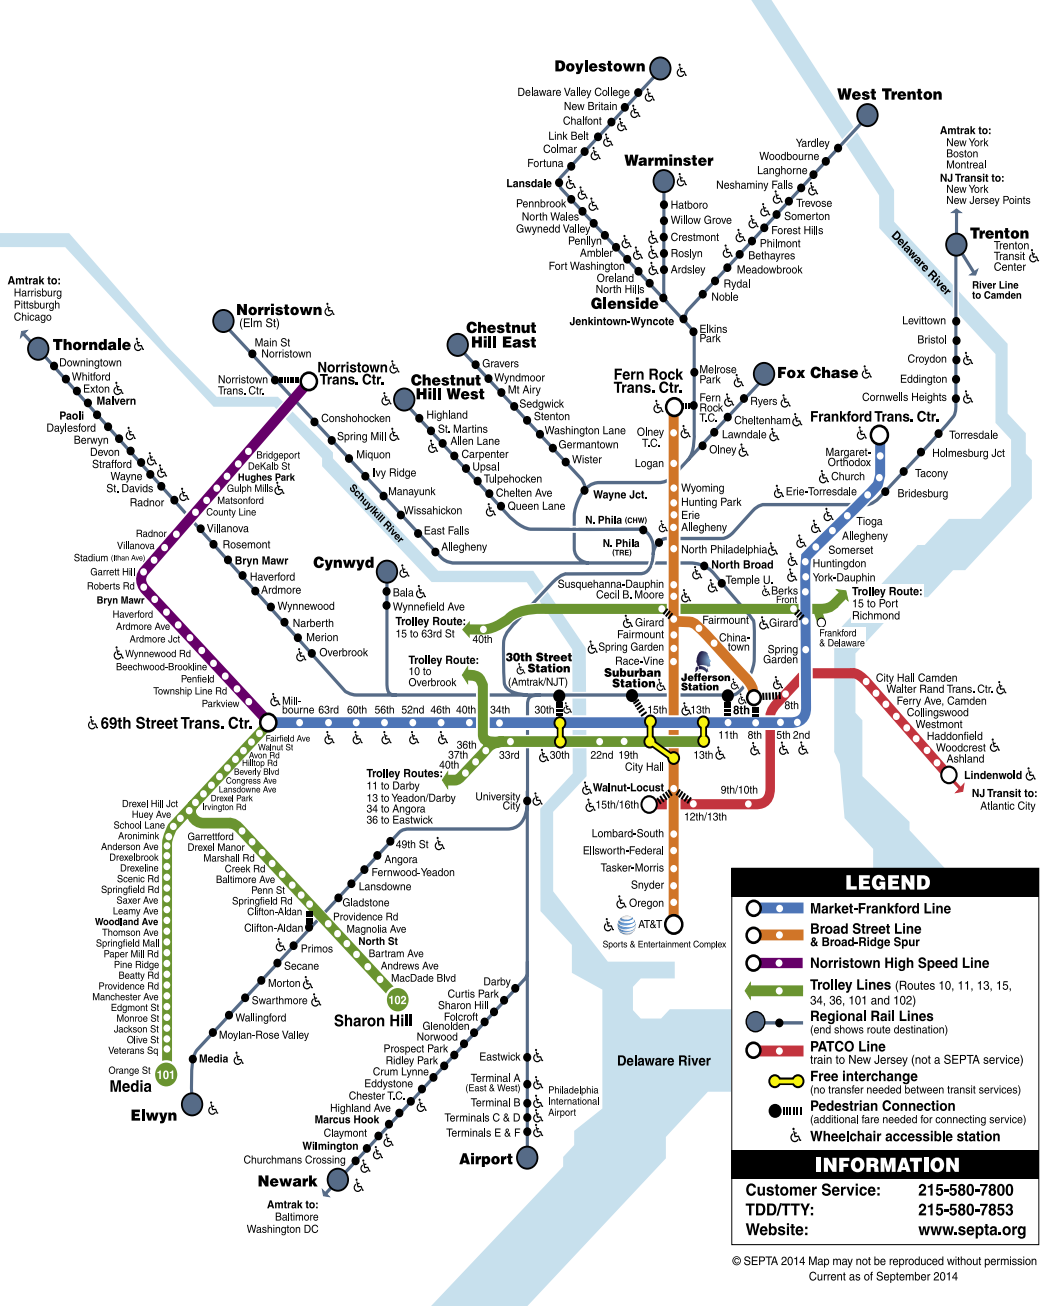 Doylestown
Delaware Valley College
New Britain
Chalfont
Link Belt
Colmar
Fortuna
Lansdale
Pennbrook
North Wales
Gwynedd Valley
Penllyn
Ambler
Fort Washington
Oreland
North Hills
Glenside
Jenkintown-Wyncote
Warminster
Hatboro
Willow Grove
Crestmont
Roslyn
Ardsley
West Trenton
Yardley
Woodbourne
Langhorne
Neshaminy Falls
Trevose
Somerton
Forest Hills
Philmont
Bethayres
Meadowbrook
Rydal
Noble
Elkins
Park
Melrose
Park
Fern
Rock
T.C.
Amtrak to:
New York
Boston
Montreal
NJ Transit to:
New York
New Jersey Points
Trenton
Trenton
Transit
Center
River Line
to Camden
Delaware River
Levittown
Bristol
Croydon
Eddington
Cornwells Heights
Torresdale
Holmesburg Jct
Tacony
Bridesburg
Amtrak to:
Harrisburg
Pittsburgh
Chicago
Thorndale
Downingtown
Whitford
Exton
Malvern
Paoli
Daylesford
Berwyn
Devon
Strafford
Wayne
St. Davids
Radnor
Villanova
Rosemont
Bryn Mawr
Haverford
Ardmore
Wynnewood
Narberth
Merion
Overbrook
Norristown
(Elm St)
Main St
Norristown
Norristown
Trans. Ctr.
Norristown
Trans. Ctr.
Conshohocken
Spring Mill
Miquon
Ivy Ridge
Manayunk
Wissahickon
East Falls
Allegheny
Schuylkill River
Chestnut
Hill East
Gravers
Wyndmoor
Mt Airy
Sedgwick
Stenton
Washington Lane
Germantown
Wister
Wayne Jct.
Chestnut
Hill West
Highland
St. Martins
Allen Lane
Carpenter
Upsal
Tulpehocken
Chelten Ave
Queen Lane
N. Phila (CHW)
N. Phila
(TRE)
Fox Chase
Ryers
Cheltenham
Lawndale
Olney
Fern Rock
Trans. Ctr.
Olney
T.C.
Logan
Wyoming
Hunting Park
Erie
Allegheny
North Philadelphia
North Broad
Temple U.
Susquehanna-Dauphin
Cecil B. Moore
Girard
Fairmount
Spring Garden
Race-Vine
Fairmount
China-
town
Frankford Trans. Ctr.
Margaret-
Orthodox
Church
Erie-Torresdale
Tioga
Allegheny
Somerset
Huntingdon
York-Dauphin
Berks
Front
Girard
Spring
Garden
Trolley Route:
15 to Port
Richmond
Frankford
& Delaware
Bridgeport
DeKalb St
Hughes Park
Gulph Mills
Matsonford
County Line
Radnor
Villanova
Stadium (Ithan Ave)
Garrett Hill
Roberts Rd
Bryn Mawr
Haverford
Ardmore Ave
Ardmore Jct
Wynnewood Rd
Beechwood-Brookline
Penfield
Township Line Rd
Parkview
69th Street Trans. Ctr.
Cynwyd
Bala
Wynnefield Ave
Trolley Route:
15 to 63rd St
40th
Trolley Route:
10 to
Overbrook
30th Street
Station
(Amtrak/NJT)
Suburban
Station
Jefferson
Station
Mill-
bourne
63rd
60th
56th
52nd
46th
40th
34th
30th
15th
13th
8th
8th
11th
8th
5th
2nd
36th
37th
40th
33rd
30th
22nd
19th
City Hall
13th
City Hall Camden
Walter Rand Trans. Ctr.
Ferry Ave, Camden
Collingswood
Westmont
Haddonfield
Woodcrest
Ashland
Lindenwold
NJ Transit to:
Atlantic City
Trolley Routes:
11 to Darby
13 to Yeadon/Darby
34 to Angora
36 to Eastwick
University
City
Walnut-Locust
15th/16th
9th/10th
12th/13th
Lombard-South
Ellsworth-Federal
Tasker-Morris
Snyder
Oregon
AT&T
Sports & Entertainment Complex
Fairfield Ave
Walnut St
Avon Rd
Hilltop Rd
Beverly Blvd
Congress Ave
Lansdowne Ave
Drexel Park
Irvington Rd
Drexel Hill Jct
Huey Ave
School Lane
Aronimink
Anderson Ave
Drexelbrook
Drexeline
Scenic Rd
Springfield Rd
Saxer Ave
Leamy Ave
Woodland Ave
Thomson Ave
Springfield Mall
Paper Mill Rd
Pine Ridge
Beatty Rd
Providence Rd
Manchester Ave
Edgmont St
Monroe St
Jackson St
Olive St
Veterans Sq
Orange St
101
Media
Garrettford
Drexel Manor
Marshall Rd
Creek Rd
Baltimore Ave
Penn St
Springfield Rd
Clifton-Aldan
Clifton-Aldan
Providence Rd
Magnolia Ave
North St
Bartram Ave
Andrews Ave
MacDade Blvd
102
Sharon Hill
49th St
Angora
Fernwood-Yeadon
Lansdowne
Gladstone
Primos
Secane
Morton
Swarthmore
Wallingford
Moylan-Rose Valley
Media
Elwyn
Darby
Curtis Park
Sharon Hill
Folcroft
Glenolden
Norwood
Prospect Park
Ridley Park
Crum Lynne
Eddystone
Chester T.C.
Highland Ave
Marcus Hook
Claymont
Wilmington
Churchmans Crossing
Newark
Amtrak to:
Baltimore
Washington DC
Eastwick
Terminal A
(East & West)
Terminal B
Terminals C & D
Terminals E & F
Philadelphia
International
Airport
Airport
Delaware River
LEGEND
Market-Frankford Line
Broad Street Line
& Broad-Ridge Spur
Norristown High Speed Line
Trolley Lines (Routes 10, 11, 13, 15,
34, 36, 101 and 102)
Regional Rail Lines
(end shows route destination)
PATCO Line
train to New Jersey (not a SEPTA service)
Free interchange
(no transfer needed between transit services)
Pedestrian Connection
(additional fare needed for connecting service)
Wheelchair accessible station
INFORMATION
Customer Service: 215-580-7800
TDD/TTY: 215-580-7853
Website: www.septa.org
© SEPTA 2014 Map may not be reproduced without permission
Current as of September 2014